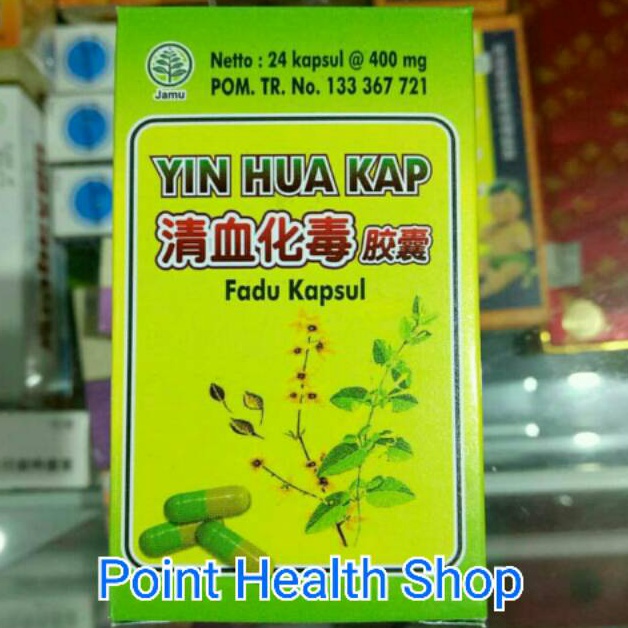 Netto : 24 kapsul @ 400 mg
POM. TR. No. 133 367 721
Jamu
YIN HUA KAP
清血化毒 胶囊
Fadu Kapsul
Point Health Shop